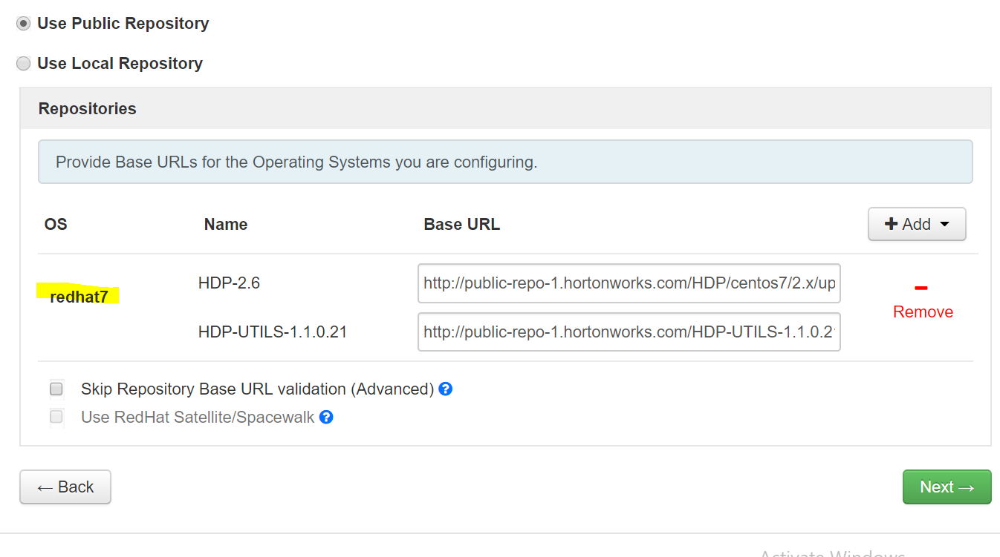 Use Public Repository
Use Local Repository
Repositories
Provide Base URLs for the Operating Systems you are configuring.
OS Name Base URL + Add
redhat7
HDP-2.6 http://public-repo-1.hortonworks.com/HDP/centos7/2.x/up
Remove
HDP-UTILS-1.1.0.21 http://public-repo-1.hortonworks.com/HDP-UTILS-1.1.0.2
Skip Repository Base URL validation (Advanced) ?
Use RedHat Satellite/Spacewalk ?
← Back Next →
Activate Windows